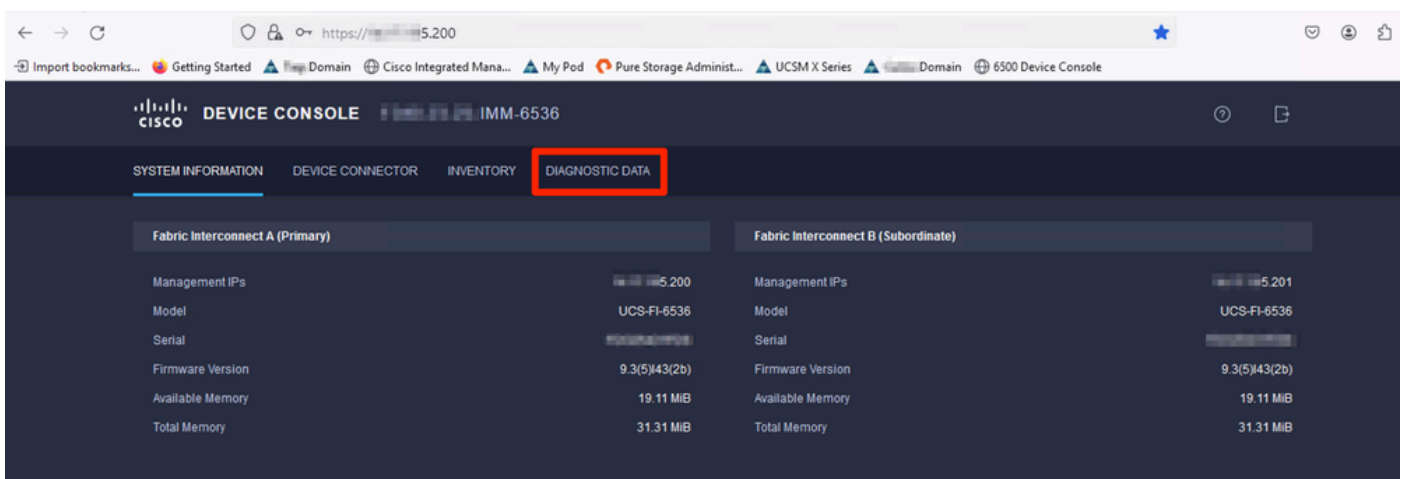 https:// 5.200
Import bookmarks... Getting Started Domain Cisco Integrated Mana... My Pod Pure Storage Administ... UCSM X Series Domain 6500 Device Console
CISCO DEVICE CONSOLE IMM-6536
SYSTEM INFORMATION DEVICE CONNECTOR INVENTORY DIAGNOSTIC DATA
Fabric Interconnect A (Primary) Fabric Interconnect B (Subordinate)
Management IPs 5.200 Management IPs 5.201
Model UCS-FI-6536 Model UCS-FI-6536
Serial Serial
Firmware Version 9.3(5)I43(2b) Firmware Version 9.3(5)I43(2b)
Available Memory 19.11 MiB Available Memory 19.11 MiB
Total Memory 31.31 MiB Total Memory 31.31 MiB